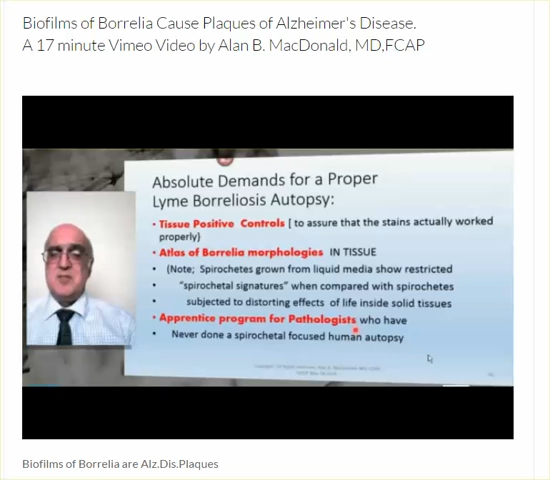 Biofilms of Borrelia Cause Plaques of Alzheimer's Disease.
A 17 minute Vimeo Video by Alan B. MacDonald, MD,FCAP
Absolute Demands for a Proper
Lyme Borreliosis Autopsy:
• Tissue Positive Controls [ to assure that the stains actually worked
properly}
• Atlas of Borrelia morphologies IN TISSUE
• (Note; Spirochetes grown from liquid media show restricted
• "spirochetal signatures" when compared with spirochetes
• subjected to distorting effects of life inside solid tissues
• Apprentice program for Pathologists who have
• Never done a spirochetal focused human autopsy
Biofilms of Borrelia are Alz.Dis.Plaques